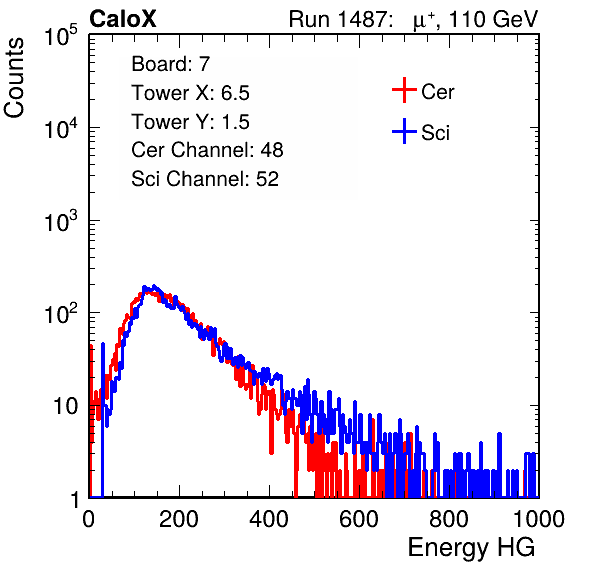 CaloX Run 1487: μ⁺, 110 GeV
Counts
10⁵
10⁴
10³
10²
10
1
Board: 7
Tower X: 6.5
Tower Y: 1.5
Cer Channel: 48
Sci Channel: 52
Cer
Sci
0 200 400 600 800 1000
Energy HG